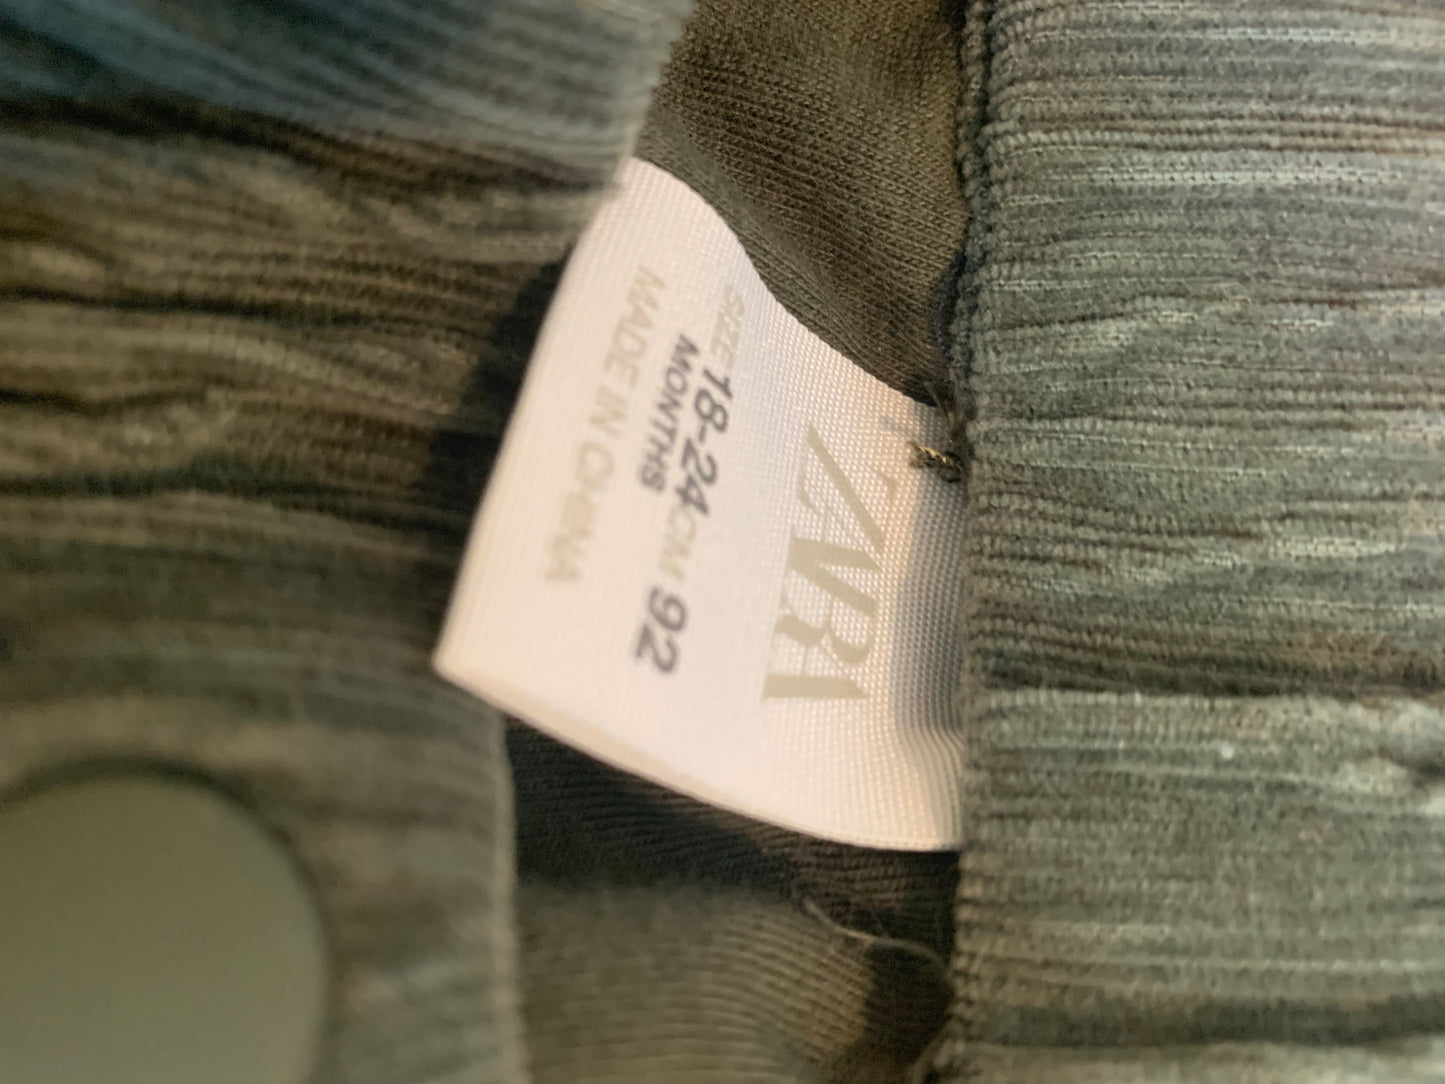 ZARA
SIZE 18-24 CM 92
MONTHS
MADE IN CHINA